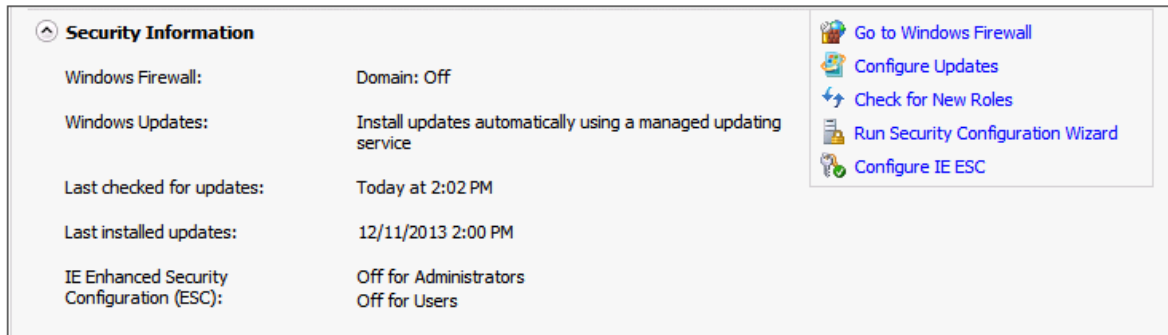 Security Information
Windows Firewall: Domain: Off
Windows Updates: Install updates automatically using a managed updating
service
Last checked for updates: Today at 2:02 PM
Last installed updates: 12/11/2013 2:00 PM
IE Enhanced Security Off for Administrators
Configuration (ESC): Off for Users
Go to Windows Firewall
Configure Updates
Check for New Roles
Run Security Configuration Wizard
Configure IE ESC